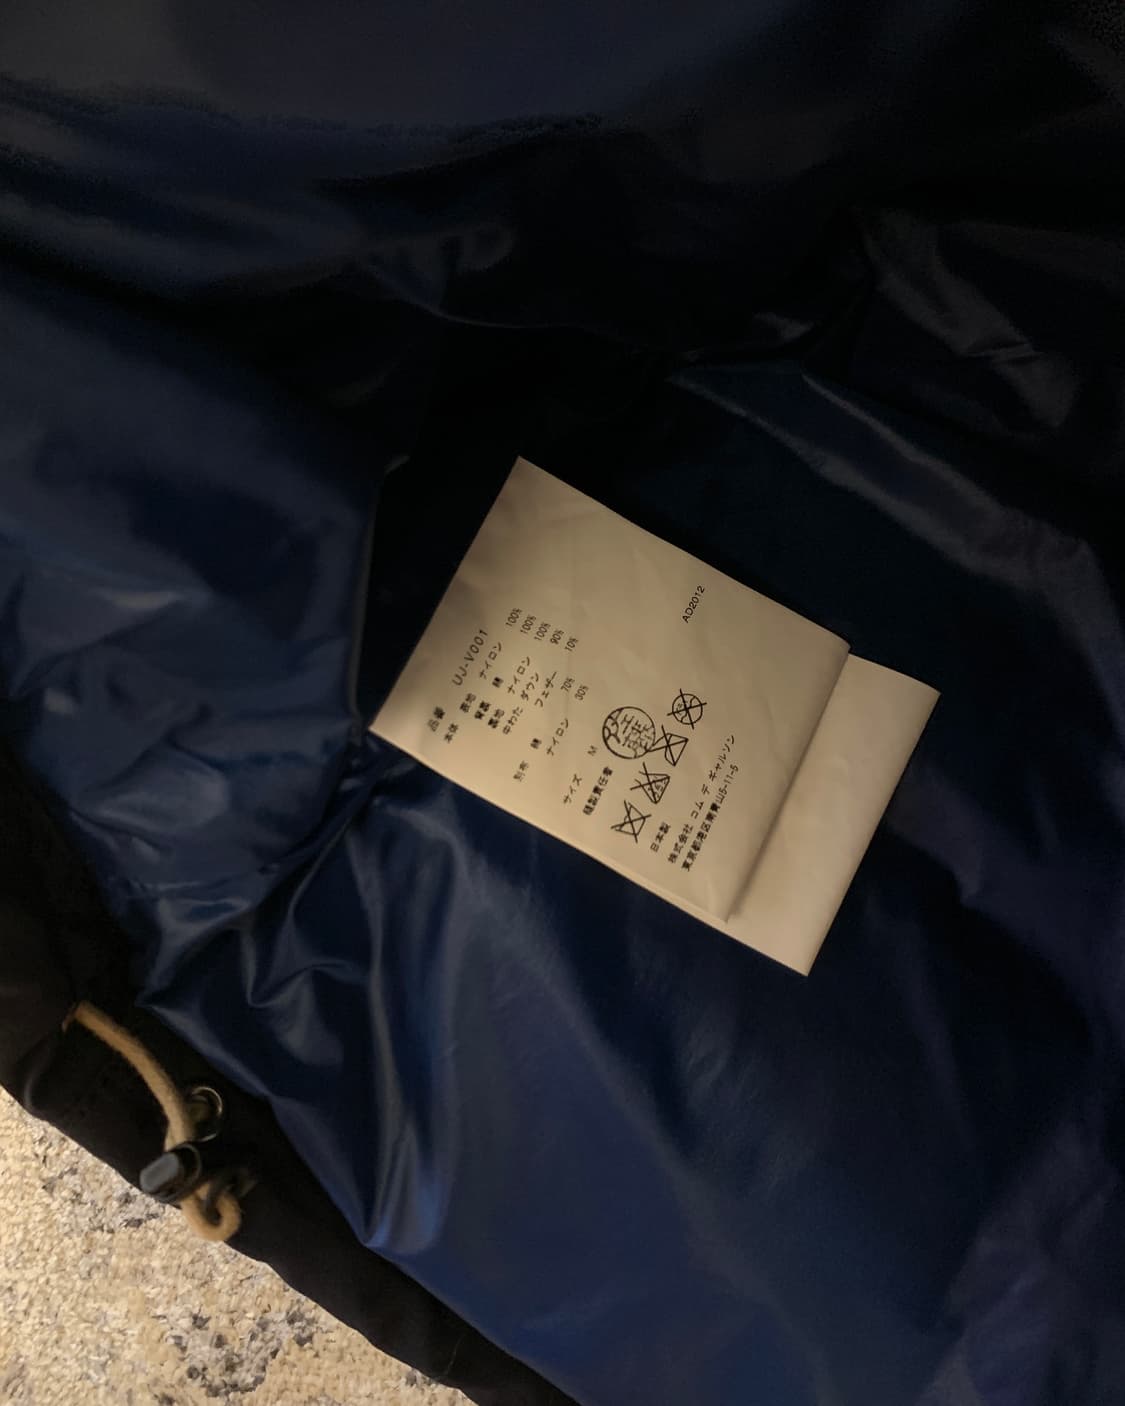 品番 UJ-V001
本体 表地 ナイロン 100%
背裏 綿 100%
裏地 ナイロン 100%
中わた ダウン 90%
フェザー 10%
別布 綿 70%
ナイロン 30%
サイズ M
縫製責任者
日本製
株式会社 コム デ ギャルソン
東京都港区南青山5-11-5
AD2012